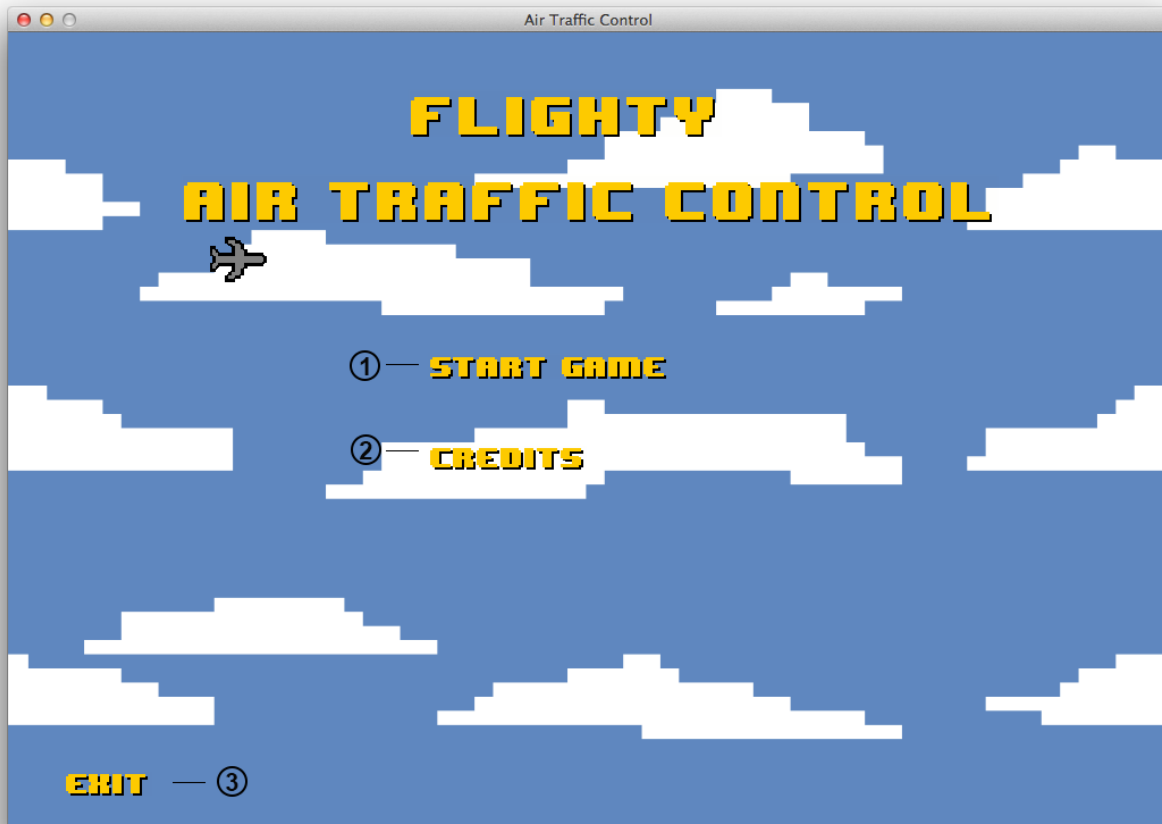 Air Traffic Control
FLIGHTY
AIR TRAFFIC CONTROL
1 START GAME
2 CREDITS
EXIT 3